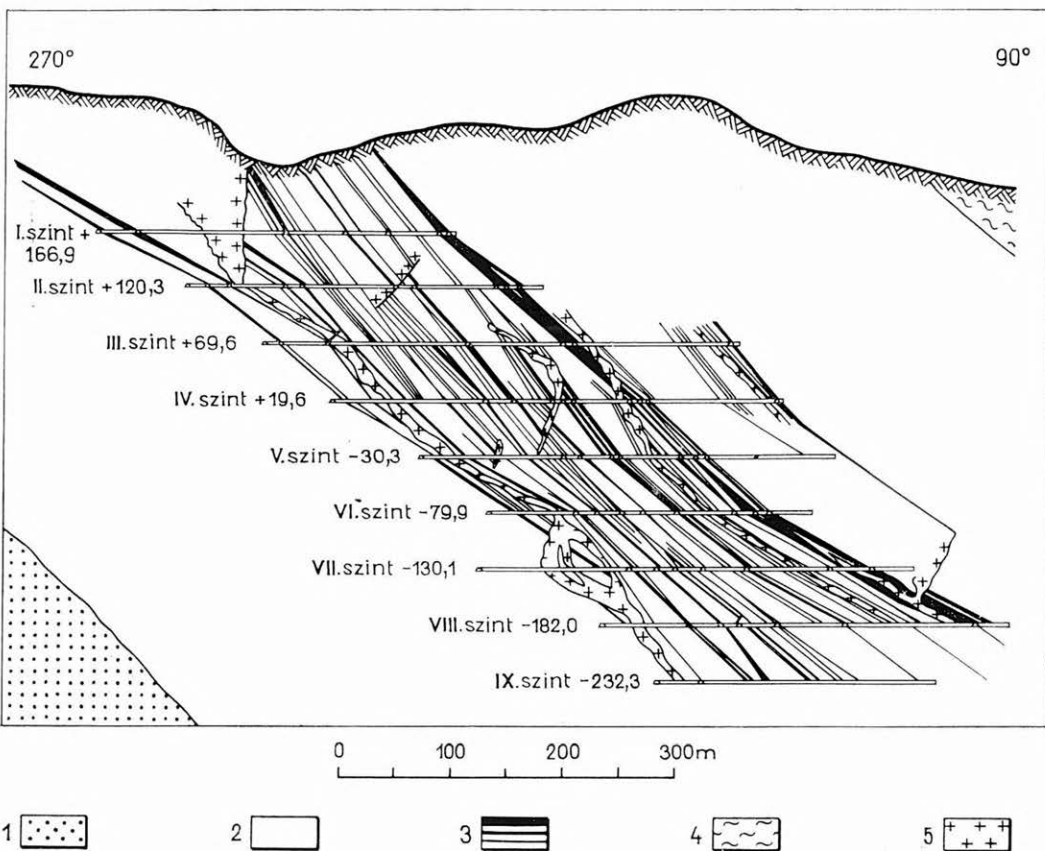 270°
90°
I.szint +
166,9
II.szint +120,3
III.szint +69,6
IV.szint +19,6
V.szint -30,3
VI.szint -79,9
VII.szint -130,1
VIII.szint -182,0
IX.szint -232,3
0 100 200 300m
1 2 3 4 5